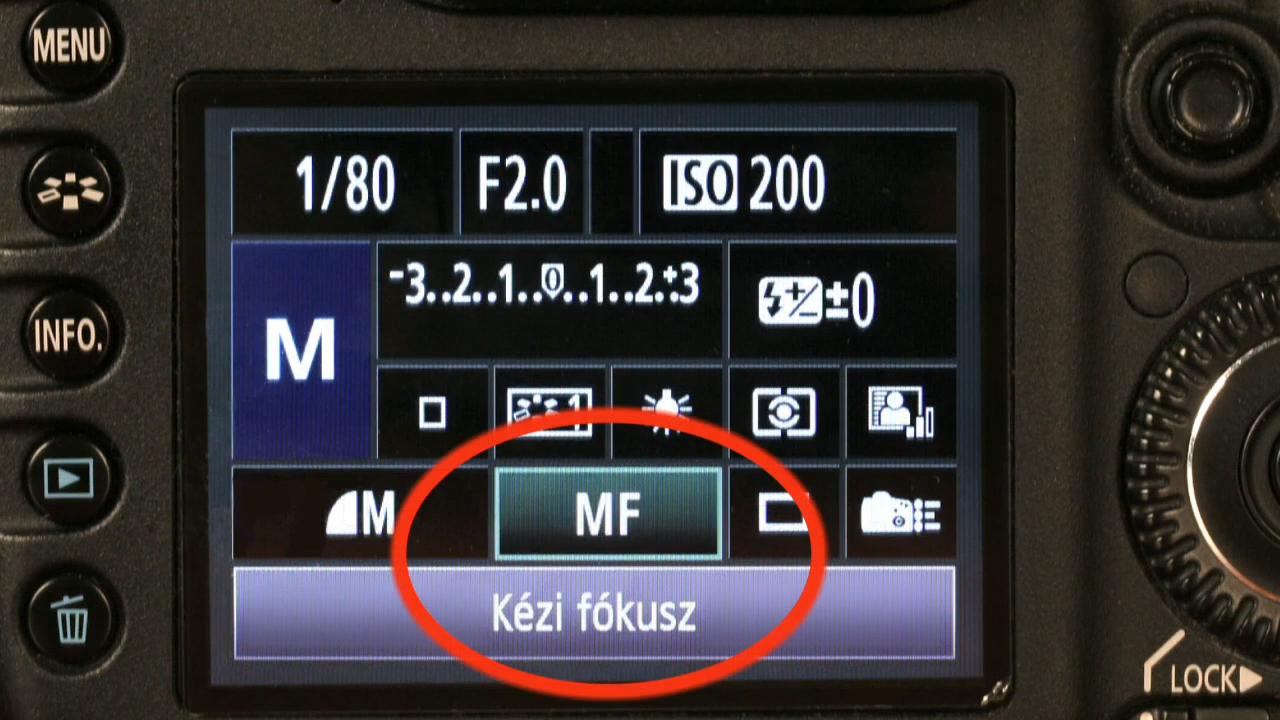 MENU
1/80 F2.0 ISO 200
M
-3..2..1..0..1..2..+3
±0
INFO.
1
M MF
Kézi fókusz
LOCK